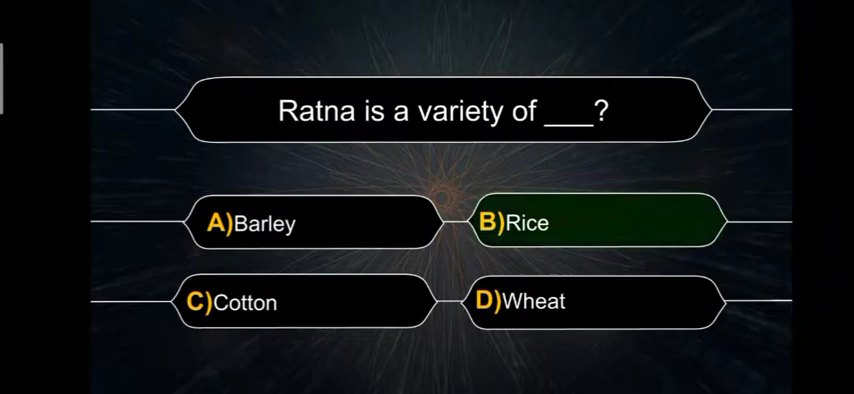 Ratna is a variety of ___?
A)Barley
B)Rice
C)Cotton
D)Wheat